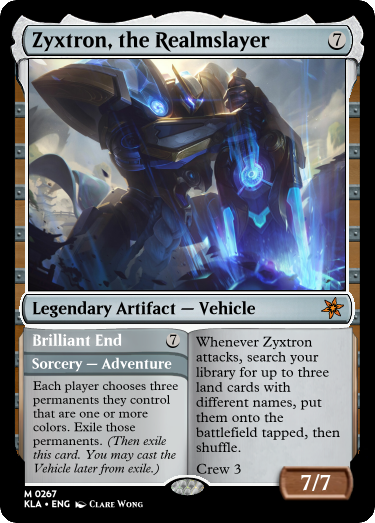 Zyxtron, the Realmslayer 7
Legendary Artifact — Vehicle
Brilliant End 7
Sorcery — Adventure
Each player chooses three
permanents they control
that are one or more
colors. Exile those
permanents. (Then exile
this card. You may cast the
Vehicle later from exile.)
Whenever Zyxtron
attacks, search your
library for up to three
land cards with
different names, put
them onto the
battlefield tapped, then
shuffle.
Crew 3
7/7
M 0267
KLA • ENG Clare Wong